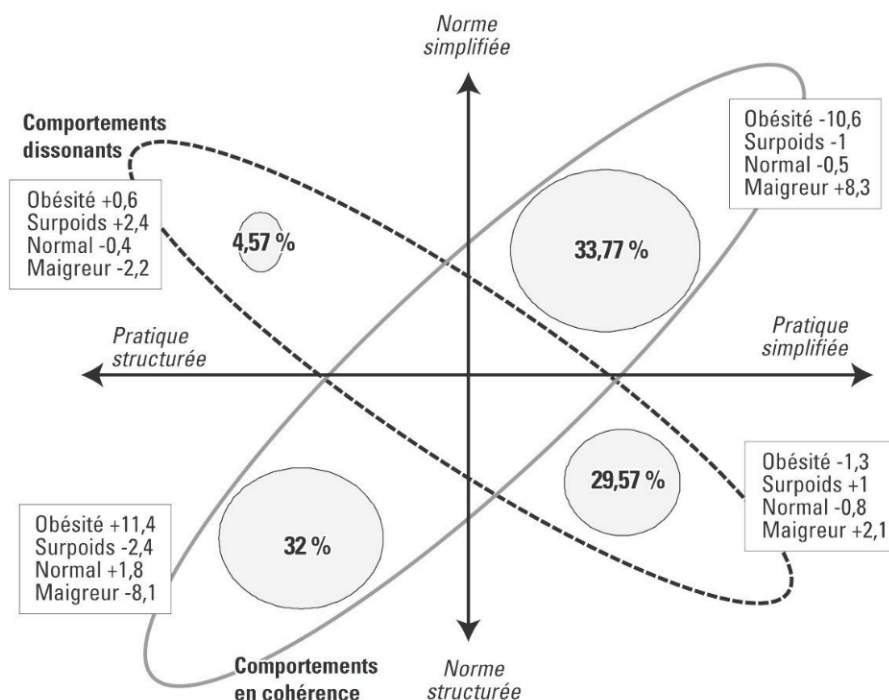 Norme
simplifiée
Comportements
dissonants
Obésité +0,6
Surpoids +2,4
Normal -0,4
Maigreur -2,2
4,57 %
33,77 %
Obésité -10,6
Surpoids -1
Normal -0,5
Maigreur +8,3
Pratique
structurée
Pratique
simplifiée
Obésité +11,4
Surpoids -2,4
Normal +1,8
Maigreur -8,1
32 %
29,57 %
Obésité -1,3
Surpoids +1
Normal -0,8
Maigreur +2,1
Comportements
en cohérence
Norme
structurée